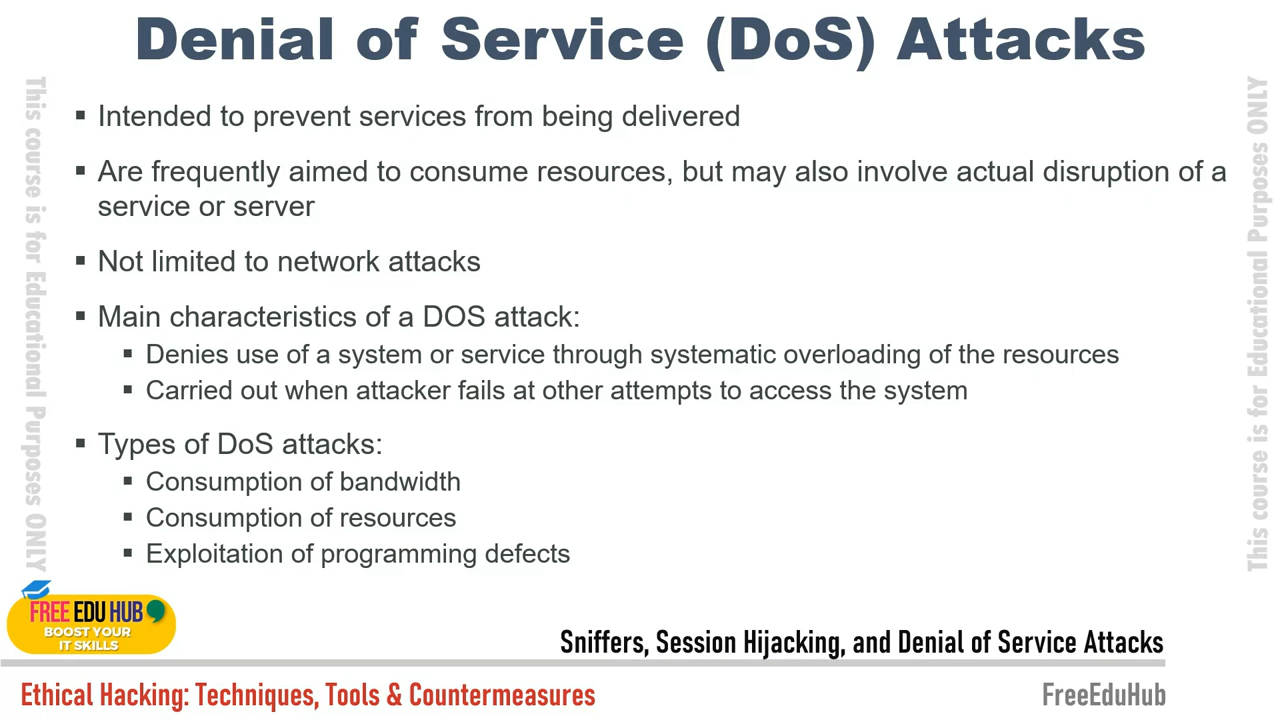 Denial of Service (DoS) Attacks
▪ Intended to prevent services from being delivered
▪ Are frequently aimed to consume resources, but may also involve actual disruption of a
service or server
▪ Not limited to network attacks
▪ Main characteristics of a DOS attack:
▪ Denies use of a system or service through systematic overloading of the resources
▪ Carried out when attacker fails at other attempts to access the system
▪ Types of DoS attacks:
▪ Consumption of bandwidth
▪ Consumption of resources
▪ Exploitation of programming defects
This course is for Educational Purposes ONLY
This course is for Educational Purposes ONLY
FREE EDU HUB
BOOST YOUR
IT SKILLS
Sniffers, Session Hijacking, and Denial of Service Attacks
Ethical Hacking: Techniques, Tools & Countermeasures
FreeEduHub